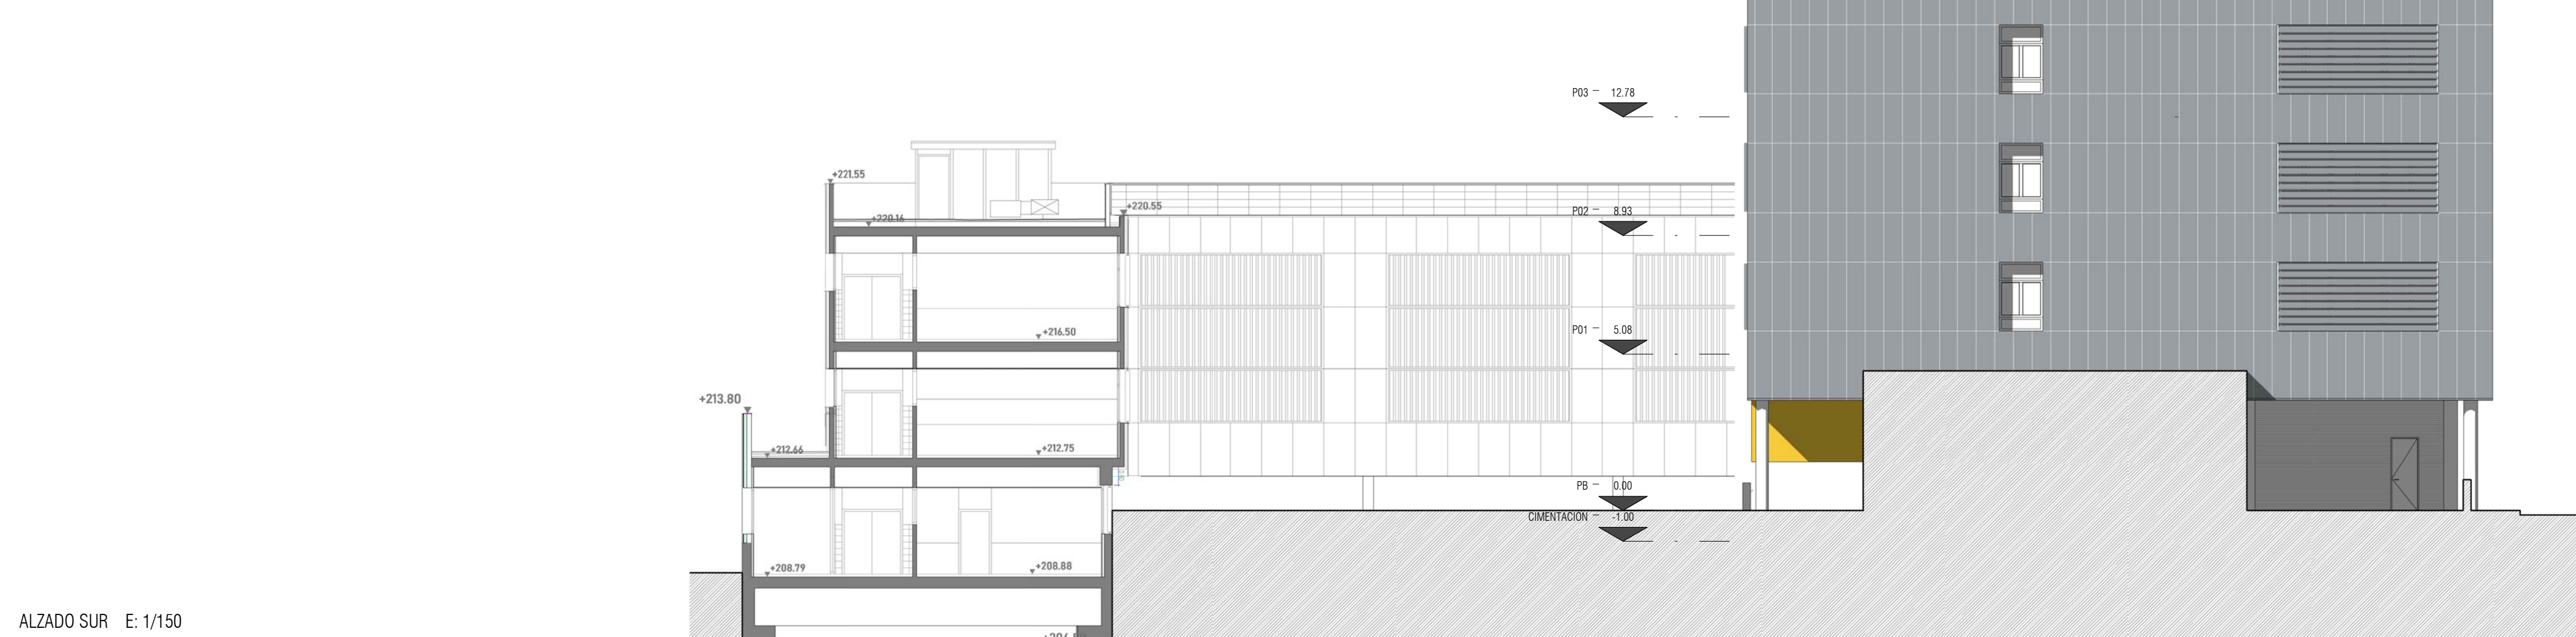 P03 12.78
+221.55
+220.16
+220.55
P02 8.93
+216.50
P01 5.08
+213.80
+212.66
+212.75
PB 0.00
CIMENTACION -1.00
+208.79
+208.88
ALZADO SUR E: 1/150